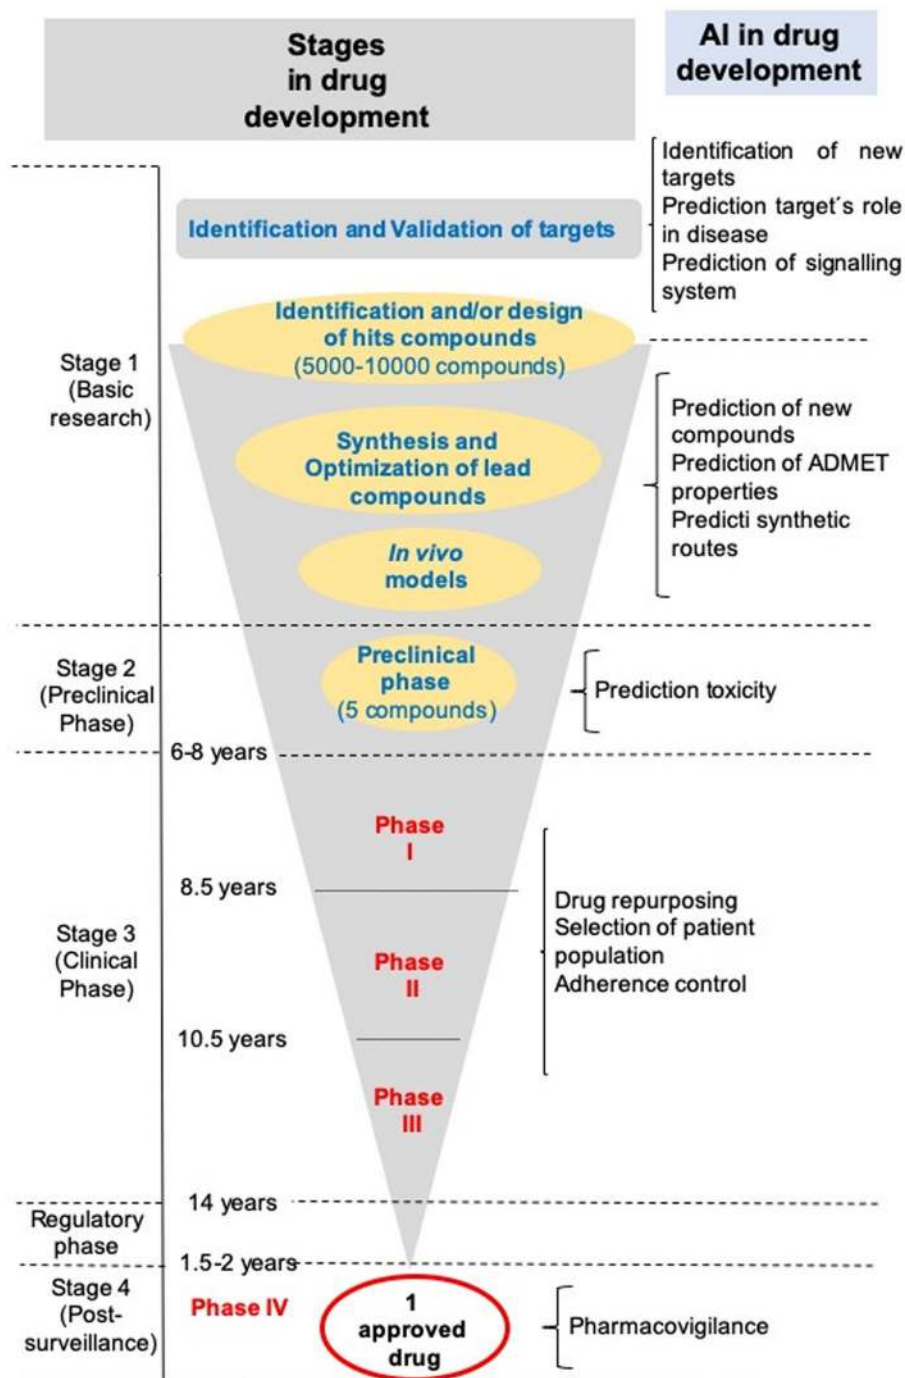 Stages
in drug
development
AI in drug
development
Identification of new
targets
Prediction target´s role
in disease
Prediction of signalling
system
Identification and Validation of targets
Identification and/or design
of hits compounds
(5000-10000 compounds)
Stage 1
(Basic
research)
Synthesis and
Optimization of lead
compounds
In vivo
models
Prediction of new
compounds
Prediction of ADMET
properties
Predicti synthetic
routes
Stage 2
(Preclinical
Phase)
Preclinical
phase
(5 compounds)
Prediction toxicity
6-8 years
Phase
I
8.5 years
Stage 3
(Clinical
Phase)
Phase
II
Drug repurposing
Selection of patient
population
Adherence control
10.5 years
Phase
III
14 years
Regulatory
phase
1.5-2 years
Stage 4
(Post-
surveillance)
Phase IV
1
approved
drug
Pharmacovigilance